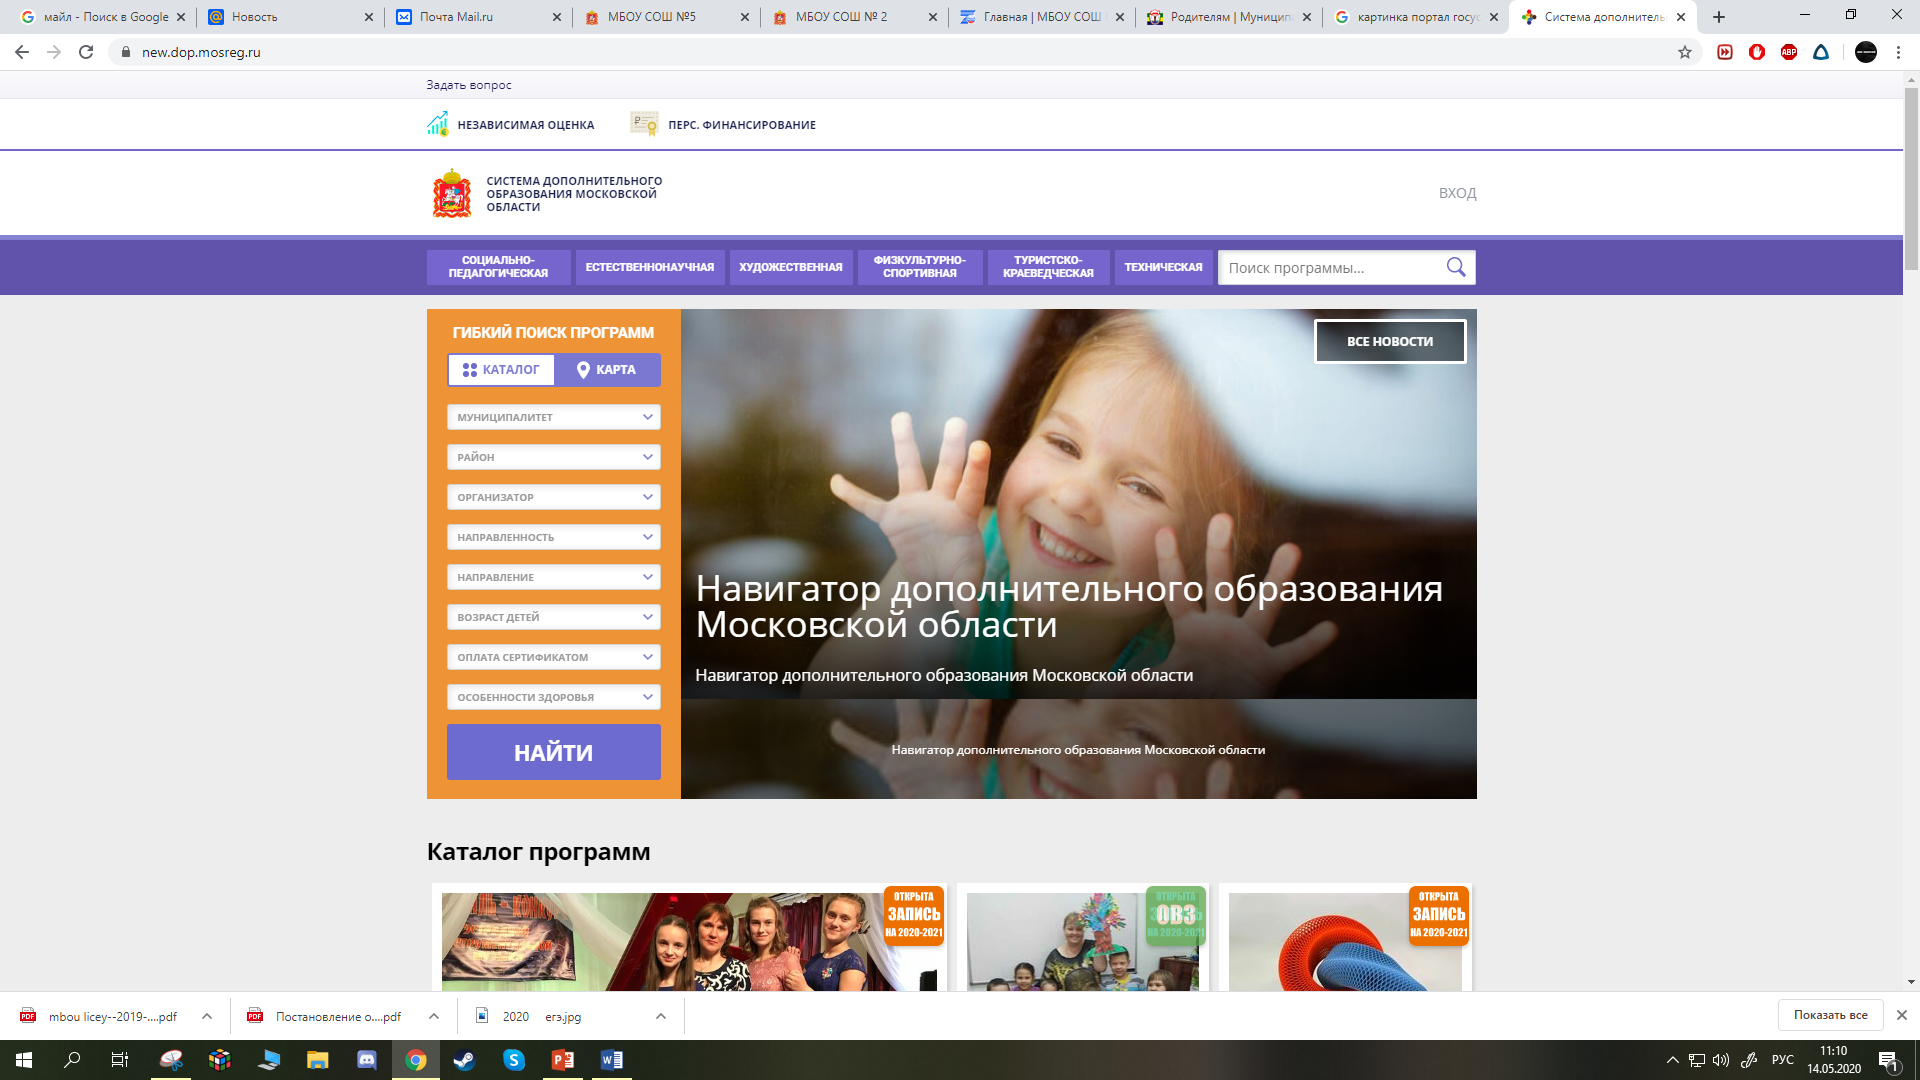 майл - Поиск в Google
Новость
Почта Mail.ru
МБОУ СОШ №5
МБОУ СОШ № 2
Главная | МБОУ СОШ
Родителям | Муницип
картинка портал госус
Система дополнитель
new.dop.mosreg.ru
Задать вопрос
НЕЗАВИСИМАЯ ОЦЕНКА
ПЕРС. ФИНАНСИРОВАНИЕ
СИСТЕМА ДОПОЛНИТЕЛЬНОГО
ОБРАЗОВАНИЯ МОСКОВСКОЙ
ОБЛАСТИ
ВХОД
СОЦИАЛЬНО-
ПЕДАГОГИЧЕСКАЯ
ЕСТЕСТВЕННОНАУЧНАЯ
ХУДОЖЕСТВЕННАЯ
ФИЗКУЛЬТУРНО-
СПОРТИВНАЯ
ТУРИСТСКО-
КРАЕВЕДЧЕСКАЯ
ТЕХНИЧЕСКАЯ
Поиск программы...
ГИБКИЙ ПОИСК ПРОГРАММ
КАТАЛОГ
КАРТА
МУНИЦИПАЛИТЕТ
РАЙОН
ОРГАНИЗАТОР
НАПРАВЛЕННОСТЬ
НАПРАВЛЕНИЕ
ВОЗРАСТ ДЕТЕЙ
ОПЛАТА СЕРТИФИКАТОМ
ОСОБЕННОСТИ ЗДОРОВЬЯ
НАЙТИ
ВСЕ НОВОСТИ
Навигатор дополнительного образования
Московской области
Навигатор дополнительного образования Московской области
Навигатор дополнительного образования Московской области
Каталог программ
ОТКРЫТА
ЗАПИСЬ
НА 2020-2021
ОТКРЫТА
ОВЗ
НА 2020-2021
ОТКРЫТА
ЗАПИСЬ
НА 2020-2021
mbou licey--2019-....pdf
Постановление о....pdf
2020 егэ.jpg
Показать все
РУС
11:10
14.05.2020
1